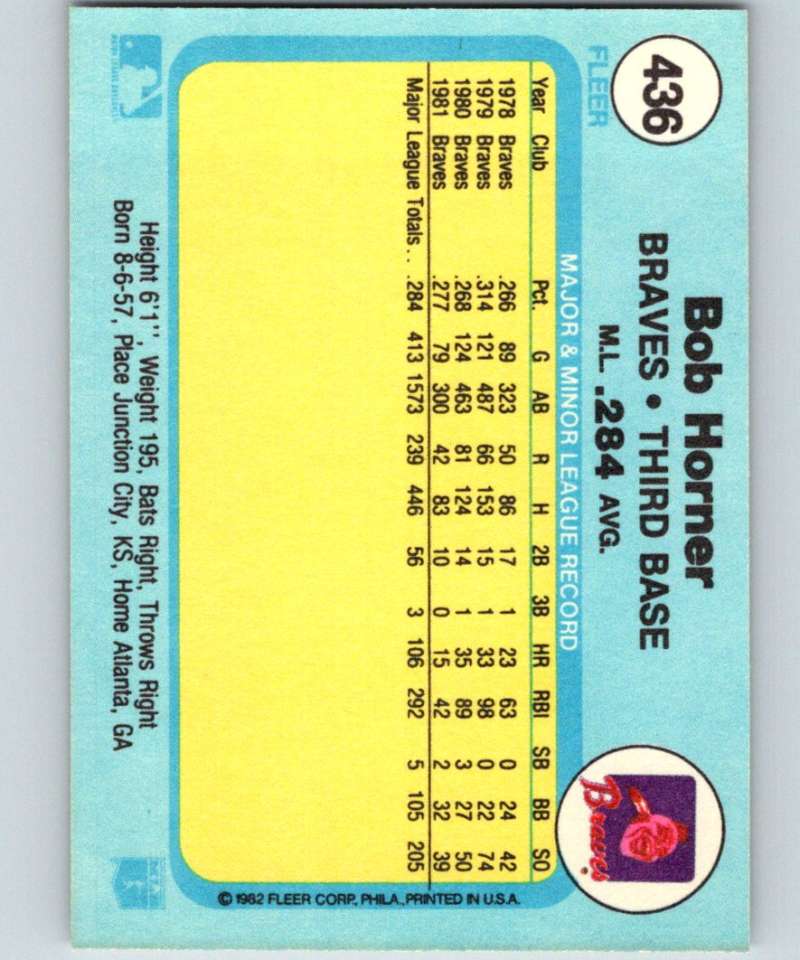 436
FLEER
Bob Horner
BRAVES • THIRD BASE
M.L. .284 AVG.
Braves
MAJOR & MINOR LEAGUE RECORD
Year Club Pct. G AB R H 2B 3B HR RBI SB BB SO
1978 Braves .266 89 323 50 86 17 1 23 63 0 24 42
1979 Braves .314 121 487 66 153 15 1 33 98 0 22 74
1980 Braves .268 124 463 81 124 14 1 35 89 3 27 50
1981 Braves .277 79 300 42 83 10 0 15 42 2 32 39
Major League Totals . . .284 413 1573 239 446 56 3 106 292 5 105 205
© 1982 FLEER CORP., PHILA., PRINTED IN U.S.A.
Height 6'1'', Weight 195, Bats Right, Throws Right
Born 8-6-57, Place Junction City, KS, Home Atlanta, GA